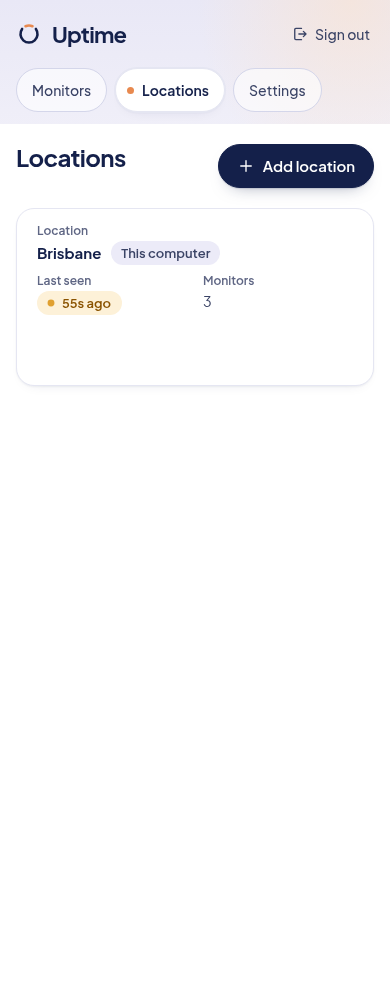 Uptime
Sign out
Monitors
Locations
Settings
Locations
Add location
Location
Brisbane This computer
Last seen Monitors
55s ago 3